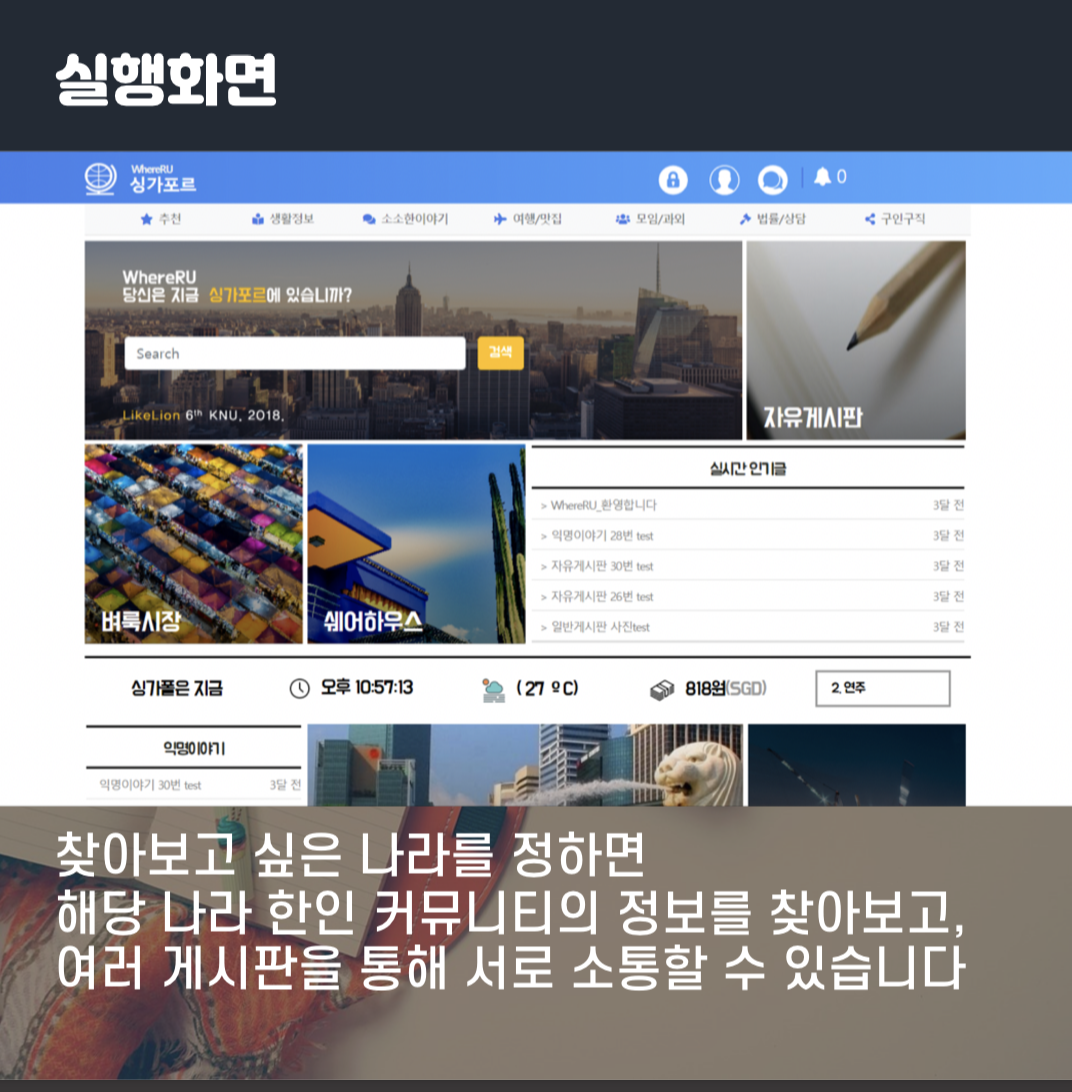 실행화면
WhereRU
싱가포르
0
추천
생활정보
소소한이야기
여행/맛집
모임/과외
법률/상담
구인구직
WhereRU
당신은 지금 싱가포르에 있습니까?
Search
검색
LikeLion 6th KNU, 2018.
자유게시판
벼룩시장
쉐어하우스
실시간 인기글
> WhereRU_환영합니다 3달 전
> 익명이야기 28번 test 3달 전
> 자유게시판 30번 test 3달 전
> 자유게시판 26번 test 3달 전
> 일반게시판 사진test 3달 전
싱가폴은 지금
오후 10:57:13
( 27 º C)
818원(SGD)
2. 연주
익명이야기
익명이야기 30번 test 3달 전
찾아보고 싶은 나라를 정하면
해당 나라 한인 커뮤니티의 정보를 찾아보고,
여러 게시판을 통해 서로 소통할 수 있습니다